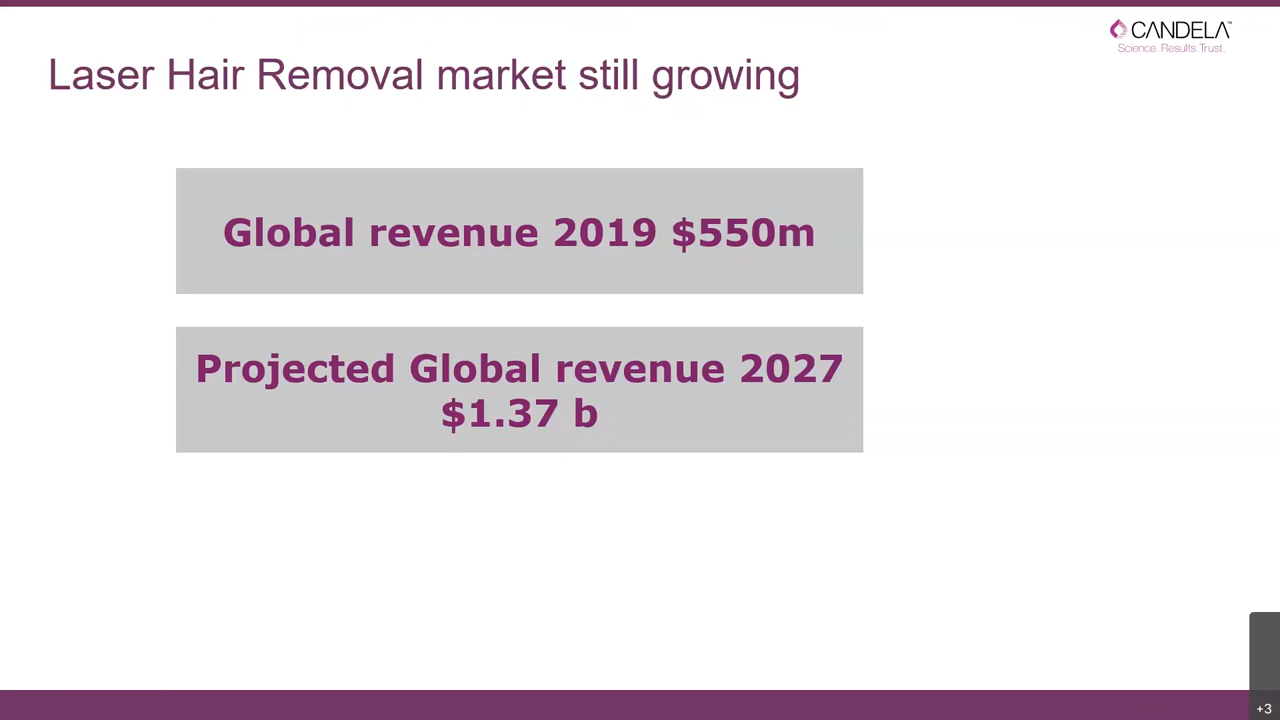 CANDELA™
Science. Results. Trust.
Laser Hair Removal market still growing
Global revenue 2019 $550m
Projected Global revenue 2027
$1.37 b
+3